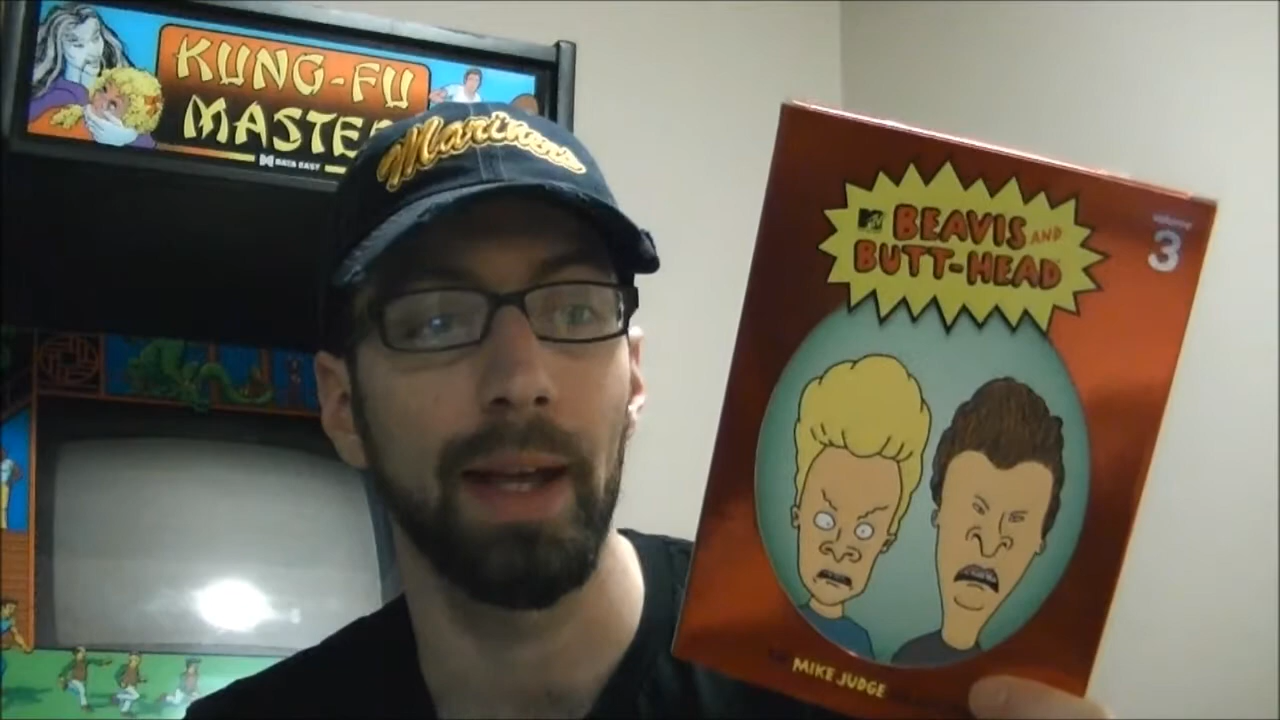 KUNG-FU
MASTE
DATA EAST
Mariners
MTV
BEAVIS AND
BUTT-HEAD
volume
3
MIKE JUDGE